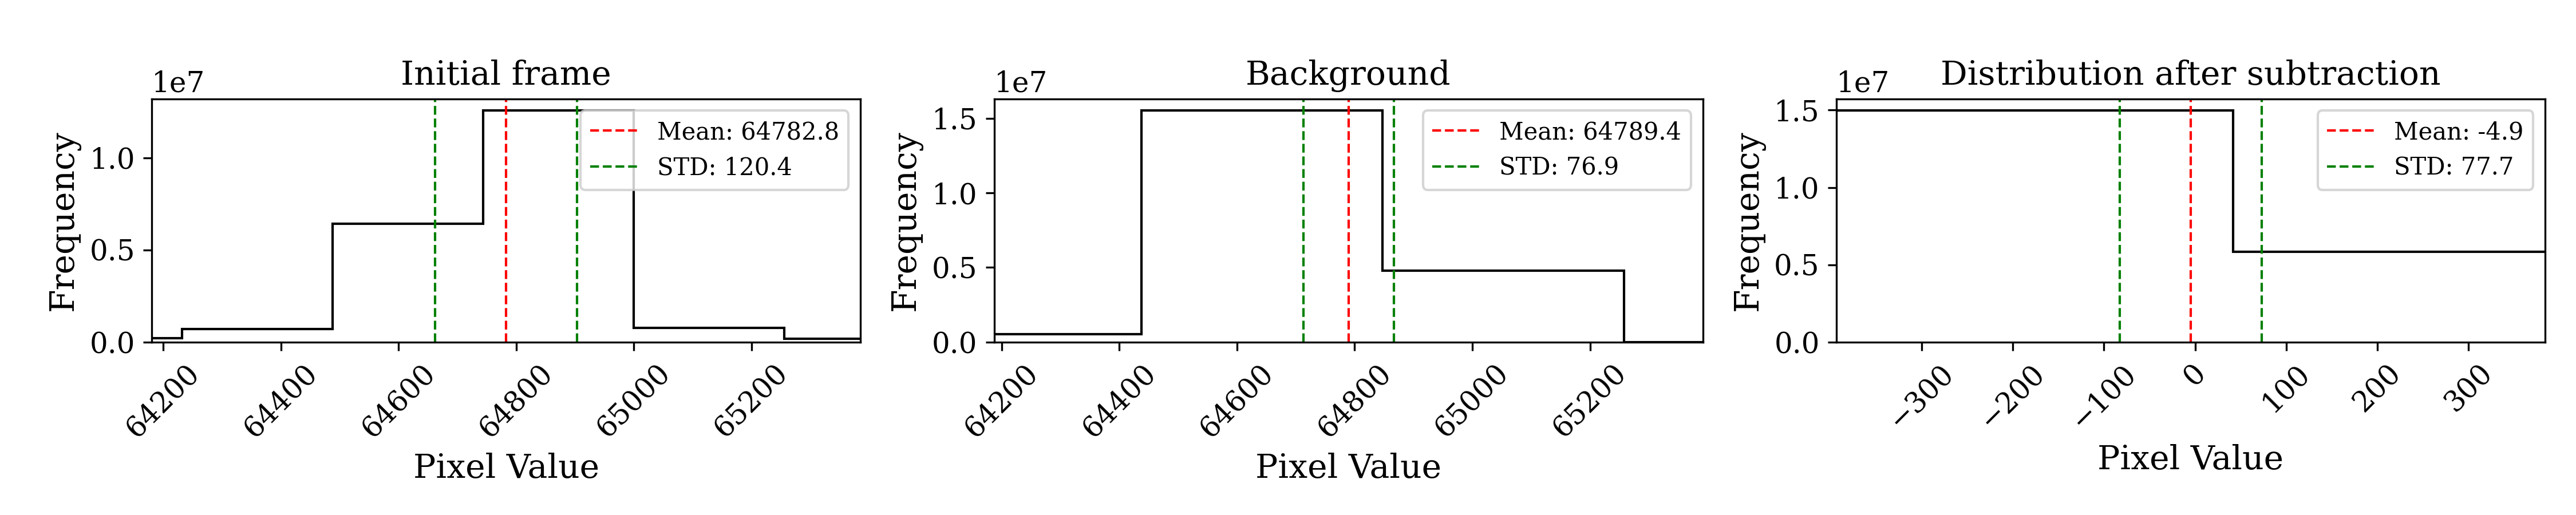 Initial frame
1e7
Frequency
1.0
0.5
0.0
Mean: 64782.8
STD: 120.4
64200
64400
64600
64800
65000
65200
Pixel Value
Background
1e7
Frequency
1.5
1.0
0.5
0.0
Mean: 64789.4
STD: 76.9
64200
64400
64600
64800
65000
65200
Pixel Value
Distribution after subtraction
1e7
Frequency
1.5
1.0
0.5
0.0
Mean: -4.9
STD: 77.7
−300
−200
−100
0
100
200
300
Pixel Value